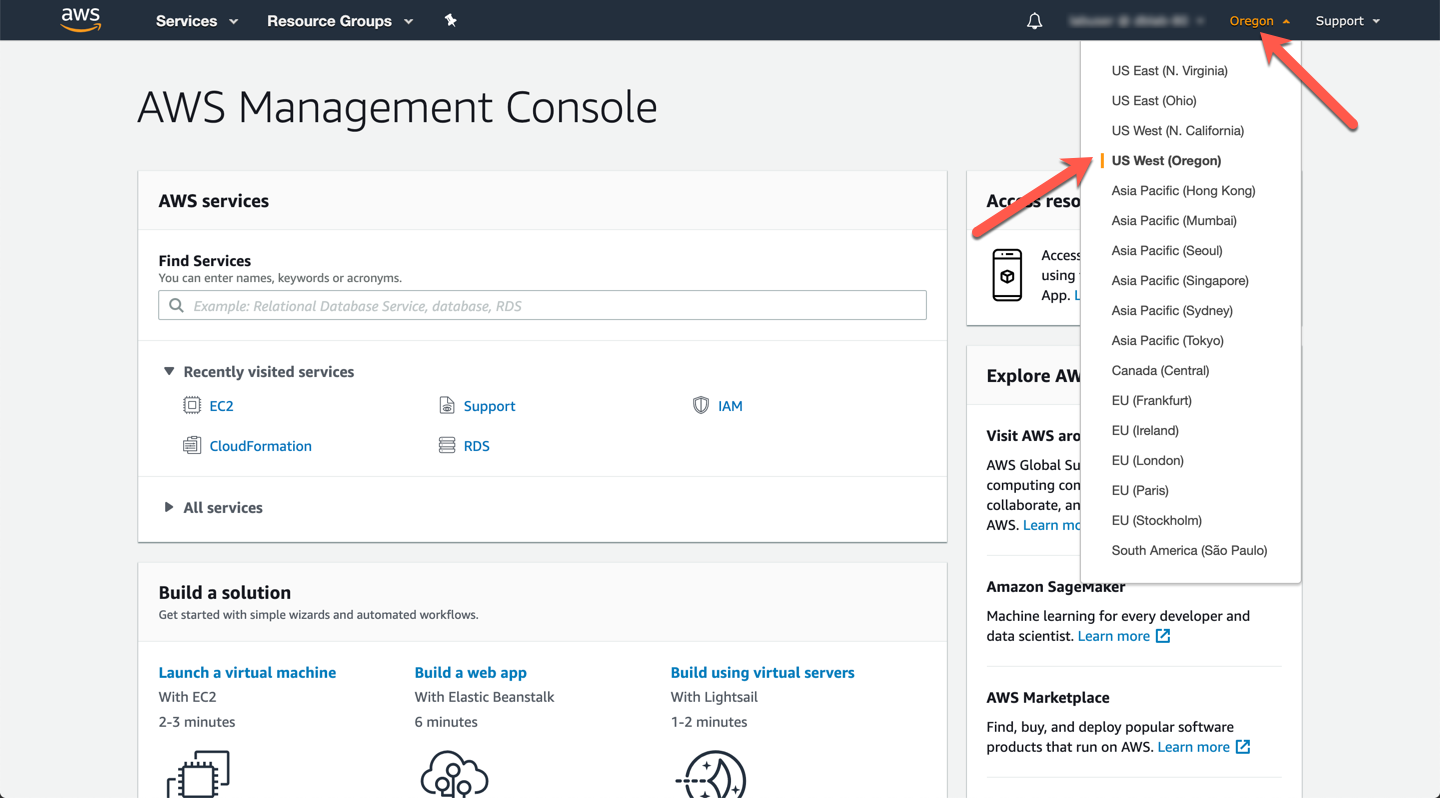 aws
Services
Resource Groups
Oregon
Support
AWS Management Console
AWS services
Find Services
You can enter names, keywords or acronyms.
Example: Relational Database Service, database, RDS
Recently visited services
EC2
Support
IAM
CloudFormation
RDS
All services
Build a solution
Get started with simple wizards and automated workflows.
Launch a virtual machine
With EC2
2-3 minutes
Build a web app
With Elastic Beanstalk
6 minutes
Build using virtual servers
With Lightsail
1-2 minutes
Access reso
Access
using
App.
Explore AW
Visit AWS aro
AWS Global Su
computing con
collaborate, an
AWS. Learn mo
Amazon SageMaker
Machine learning for every developer and
data scientist. Learn more
AWS Marketplace
Find, buy, and deploy popular software
products that run on AWS. Learn more
US East (N. Virginia)
US East (Ohio)
US West (N. California)
US West (Oregon)
Asia Pacific (Hong Kong)
Asia Pacific (Mumbai)
Asia Pacific (Seoul)
Asia Pacific (Singapore)
Asia Pacific (Sydney)
Asia Pacific (Tokyo)
Canada (Central)
EU (Frankfurt)
EU (Ireland)
EU (London)
EU (Paris)
EU (Stockholm)
South America (São Paulo)